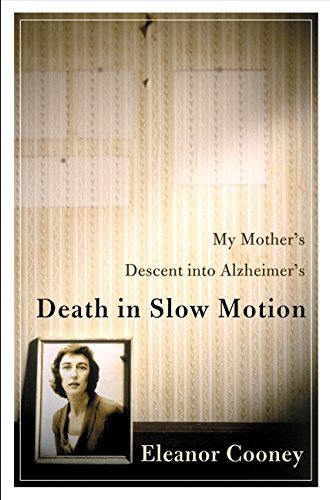 My Mother's
Descent into Alzheimer's
Death in Slow Motion
Eleanor Cooney